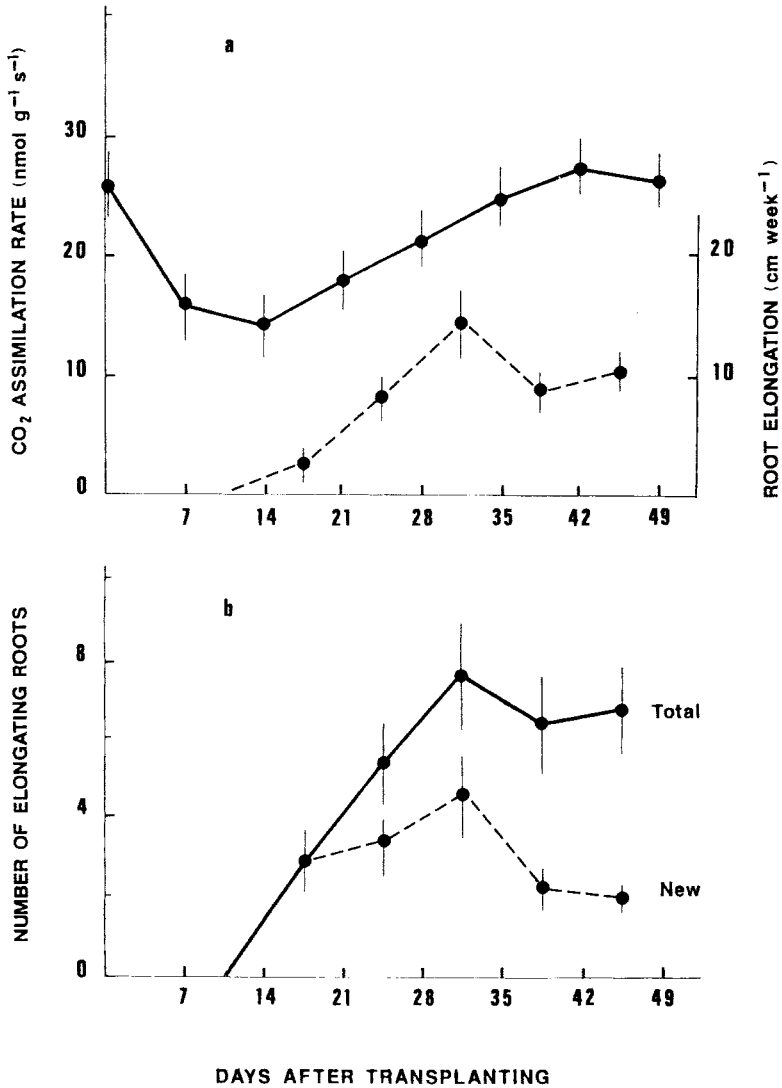 a
CO₂ ASSIMILATION RATE (nmol g⁻¹ s⁻¹)
30
20
10
0
20
10
ROOT ELONGATION (cm week⁻¹)
7 14 21 28 35 42 49
b
NUMBER OF ELONGATING ROOTS
8
4
0
Total
New
7 14 21 28 35 42 49
DAYS AFTER TRANSPLANTING